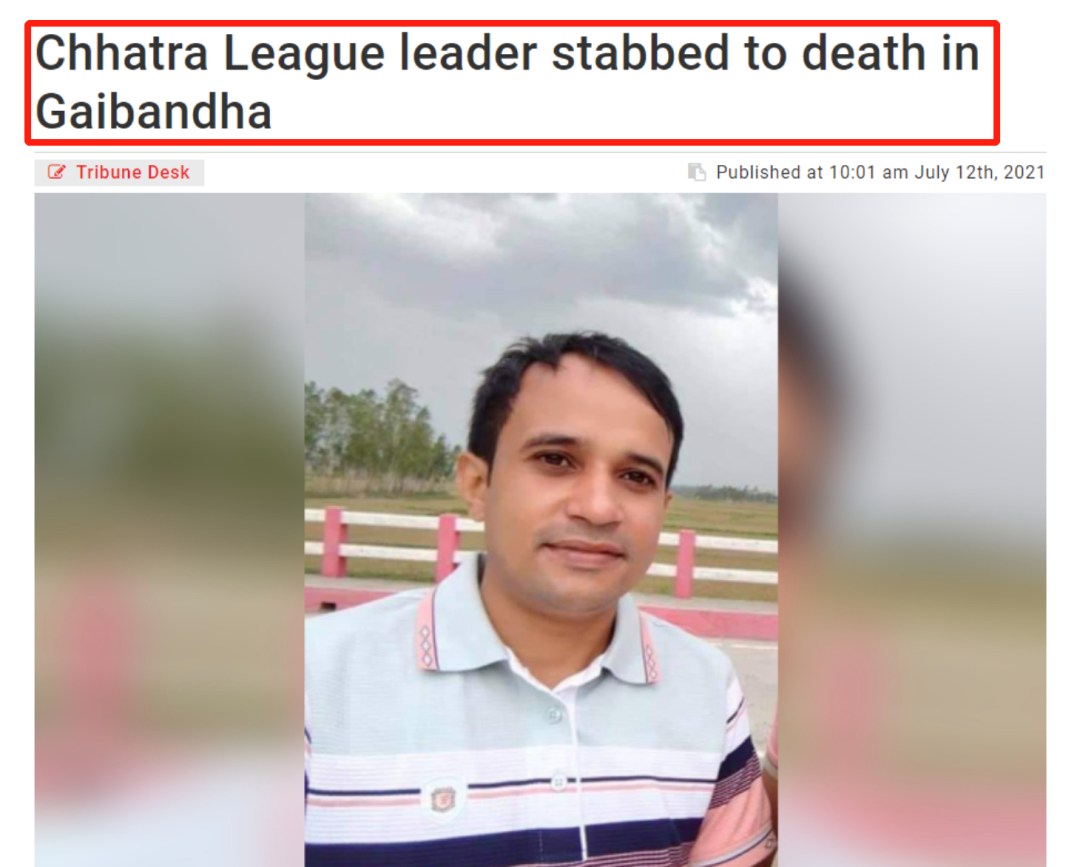 Chhatra League leader stabbed to death in
Gaibandha
Tribune Desk
Published at 10:01 am July 12th, 2021